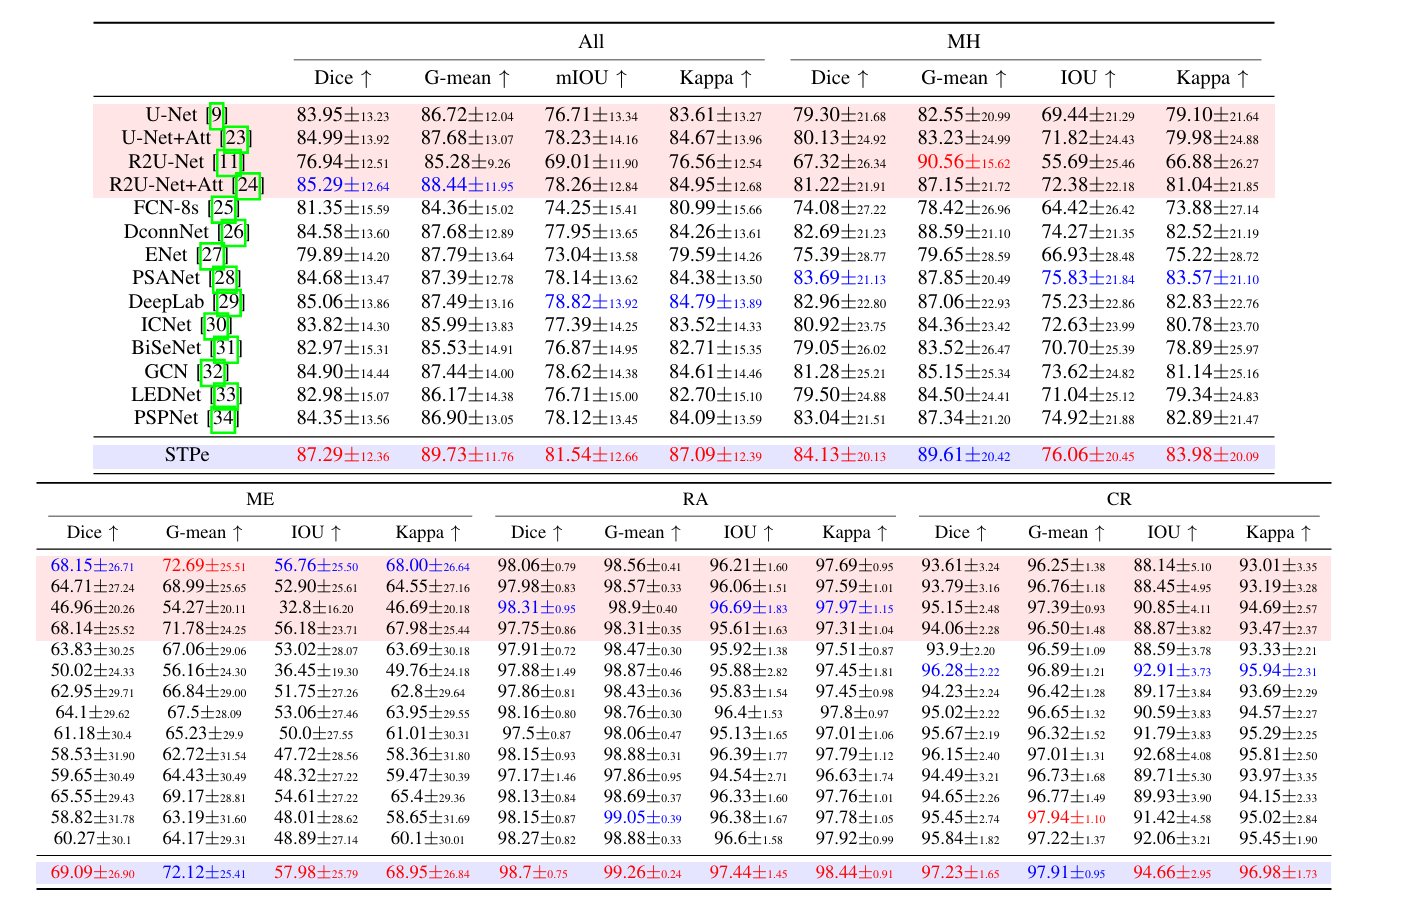 All MH
Dice ↑ G-mean ↑ mIOU ↑ Kappa ↑ Dice ↑ G-mean ↑ IOU ↑ Kappa ↑
U-Net [9] 83.95±13.23 86.72±12.04 76.71±13.34 83.61±13.27 79.30±21.68 82.55±20.99 69.44±21.29 79.10±21.64
U-Net+Att [23] 84.99±13.92 87.68±13.07 78.23±14.16 84.67±13.96 80.13±24.92 83.23±24.99 71.82±24.43 79.98±24.88
R2U-Net [11] 76.94±12.51 85.28±9.26 69.01±11.90 76.56±12.54 67.32±26.34 90.56±15.62 55.69±25.46 66.88±26.27
R2U-Net+Att [24] 85.29±12.64 88.44±11.95 78.26±12.84 84.95±12.68 81.22±21.91 87.15±21.72 72.38±22.18 81.04±21.85
FCN-8s [25] 81.35±15.59 84.36±15.02 74.25±15.41 80.99±15.66 74.08±27.22 78.42±26.96 64.42±26.42 73.88±27.14
DconnNet [26] 84.58±13.60 87.68±12.89 77.95±13.65 84.26±13.61 82.69±21.23 88.59±21.10 74.27±21.35 82.52±21.19
ENet [27] 79.89±14.20 87.79±13.64 73.04±13.58 79.59±14.26 75.39±28.77 79.65±28.59 66.93±28.48 75.22±28.72
PSANet [28] 84.68±13.47 87.39±12.78 78.14±13.62 84.38±13.50 83.69±21.13 87.85±20.49 75.83±21.84 83.57±21.10
DeepLab [29] 85.06±13.86 87.49±13.16 78.82±13.92 84.79±13.89 82.96±22.80 87.06±22.93 75.23±22.86 82.83±22.76
ICNet [30] 83.82±14.30 85.99±13.83 77.39±14.25 83.52±14.33 80.92±23.75 84.36±23.42 72.63±23.99 80.78±23.70
BiSeNet [31] 82.97±15.31 85.53±14.91 76.87±14.95 82.71±15.35 79.05±26.02 83.52±26.47 70.70±25.39 78.89±25.97
GCN [32] 84.90±14.44 87.44±14.00 78.62±14.38 84.61±14.46 81.28±25.21 85.15±25.34 73.62±24.82 81.14±25.16
LEDNet [33] 82.98±15.07 86.17±14.38 76.71±15.00 82.70±15.10 79.50±24.88 84.50±24.41 71.04±25.12 79.34±24.83
PSPNet [34] 84.35±13.56 86.90±13.05 78.12±13.45 84.09±13.59 83.04±21.51 87.34±21.20 74.92±21.88 82.89±21.47
STPe 87.29±12.36 89.73±11.76 81.54±12.66 87.09±12.39 84.13±20.13 89.61±20.42 76.06±20.45 83.98±20.09
ME RA CR
Dice ↑ G-mean ↑ IOU ↑ Kappa ↑ Dice ↑ G-mean ↑ IOU ↑ Kappa ↑ Dice ↑ G-mean ↑ IOU ↑ Kappa ↑
68.15±26.71 72.69±25.51 56.76±25.50 68.00±26.64 98.06±0.79 98.56±0.41 96.21±1.60 97.69±0.95 93.61±3.24 96.25±1.38 88.14±5.10 93.01±3.35
64.71±27.24 68.99±25.65 52.90±25.61 64.55±27.16 97.98±0.83 98.57±0.33 96.06±1.51 97.59±1.01 93.79±3.16 96.76±1.18 88.45±4.95 93.19±3.28
46.96±20.26 54.27±20.11 32.8±16.20 46.69±20.18 98.31±0.95 98.9±0.40 96.69±1.83 97.97±1.15 95.15±2.48 97.39±0.93 90.85±4.11 94.69±2.57
68.14±25.52 71.78±24.25 56.18±23.71 67.98±25.44 97.75±0.86 98.31±0.35 95.61±1.63 97.31±1.04 94.06±2.28 96.50±1.48 88.87±3.82 93.47±2.37
63.83±30.25 67.06±29.06 53.02±28.07 63.69±30.18 97.91±0.72 98.47±0.30 95.92±1.38 97.51±0.87 93.9±2.20 96.59±1.09 88.59±3.78 93.33±2.21
50.02±24.33 56.16±24.30 36.45±19.30 49.76±24.18 97.88±1.49 98.87±0.46 95.88±2.82 97.45±1.81 96.28±2.22 96.89±1.21 92.91±3.73 95.94±2.31
62.95±29.71 66.84±29.00 51.75±27.26 62.8±29.64 97.86±0.81 98.43±0.36 95.83±1.54 97.45±0.98 94.23±2.24 96.42±1.28 89.17±3.84 93.69±2.29
64.1±29.62 67.5±28.09 53.06±27.46 63.95±29.55 98.16±0.80 98.76±0.30 96.4±1.53 97.8±0.97 95.02±2.22 96.65±1.32 90.59±3.83 94.57±2.27
61.18±30.4 65.23±29.9 50.0±27.55 61.01±30.31 97.5±0.87 98.06±0.47 95.13±1.65 97.01±1.06 95.67±2.19 96.32±1.52 91.79±3.83 95.29±2.25
58.53±31.90 62.72±31.54 47.72±28.56 58.36±31.80 98.15±0.93 98.88±0.31 96.39±1.77 97.79±1.12 96.15±2.40 97.01±1.31 92.68±4.08 95.81±2.50
59.65±30.49 64.43±30.49 48.32±27.22 59.47±30.39 97.17±1.46 97.86±0.95 94.54±2.71 96.63±1.74 94.49±3.21 96.73±1.68 89.71±5.30 93.97±3.35
65.55±29.43 69.17±28.81 54.61±27.22 65.4±29.36 98.13±0.84 98.69±0.37 96.33±1.60 97.76±1.01 94.65±2.26 96.77±1.49 89.93±3.90 94.15±2.33
58.82±31.78 63.19±31.60 48.01±28.62 58.65±31.69 98.15±0.87 99.05±0.39 96.38±1.67 97.78±1.05 95.45±2.74 97.94±1.10 91.42±4.58 95.02±2.84
60.27±30.1 64.17±29.31 48.89±27.14 60.1±30.01 98.27±0.82 98.88±0.33 96.6±1.58 97.92±0.99 95.84±1.82 97.22±1.37 92.06±3.21 95.45±1.90
69.09±26.90 72.12±25.41 57.98±25.79 68.95±26.84 98.7±0.75 99.26±0.24 97.44±1.45 98.44±0.91 97.23±1.65 97.91±0.95 94.66±2.95 96.98±1.73